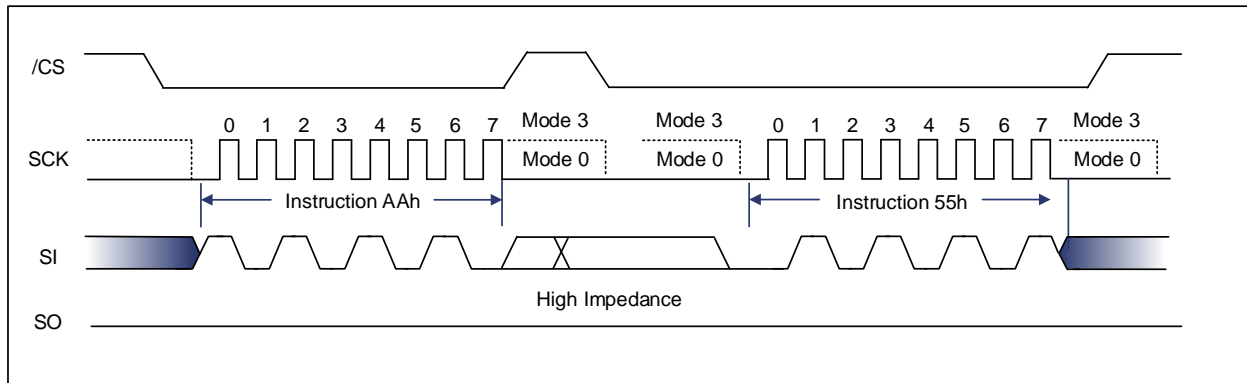 /CS
0 1 2 3 4 5 6 7 Mode 3 Mode 3 0 1 2 3 4 5 6 7 Mode 3
SCK Mode 0 Mode 0 Mode 0
Instruction AAh Instruction 55h
SI
High Impedance
SO